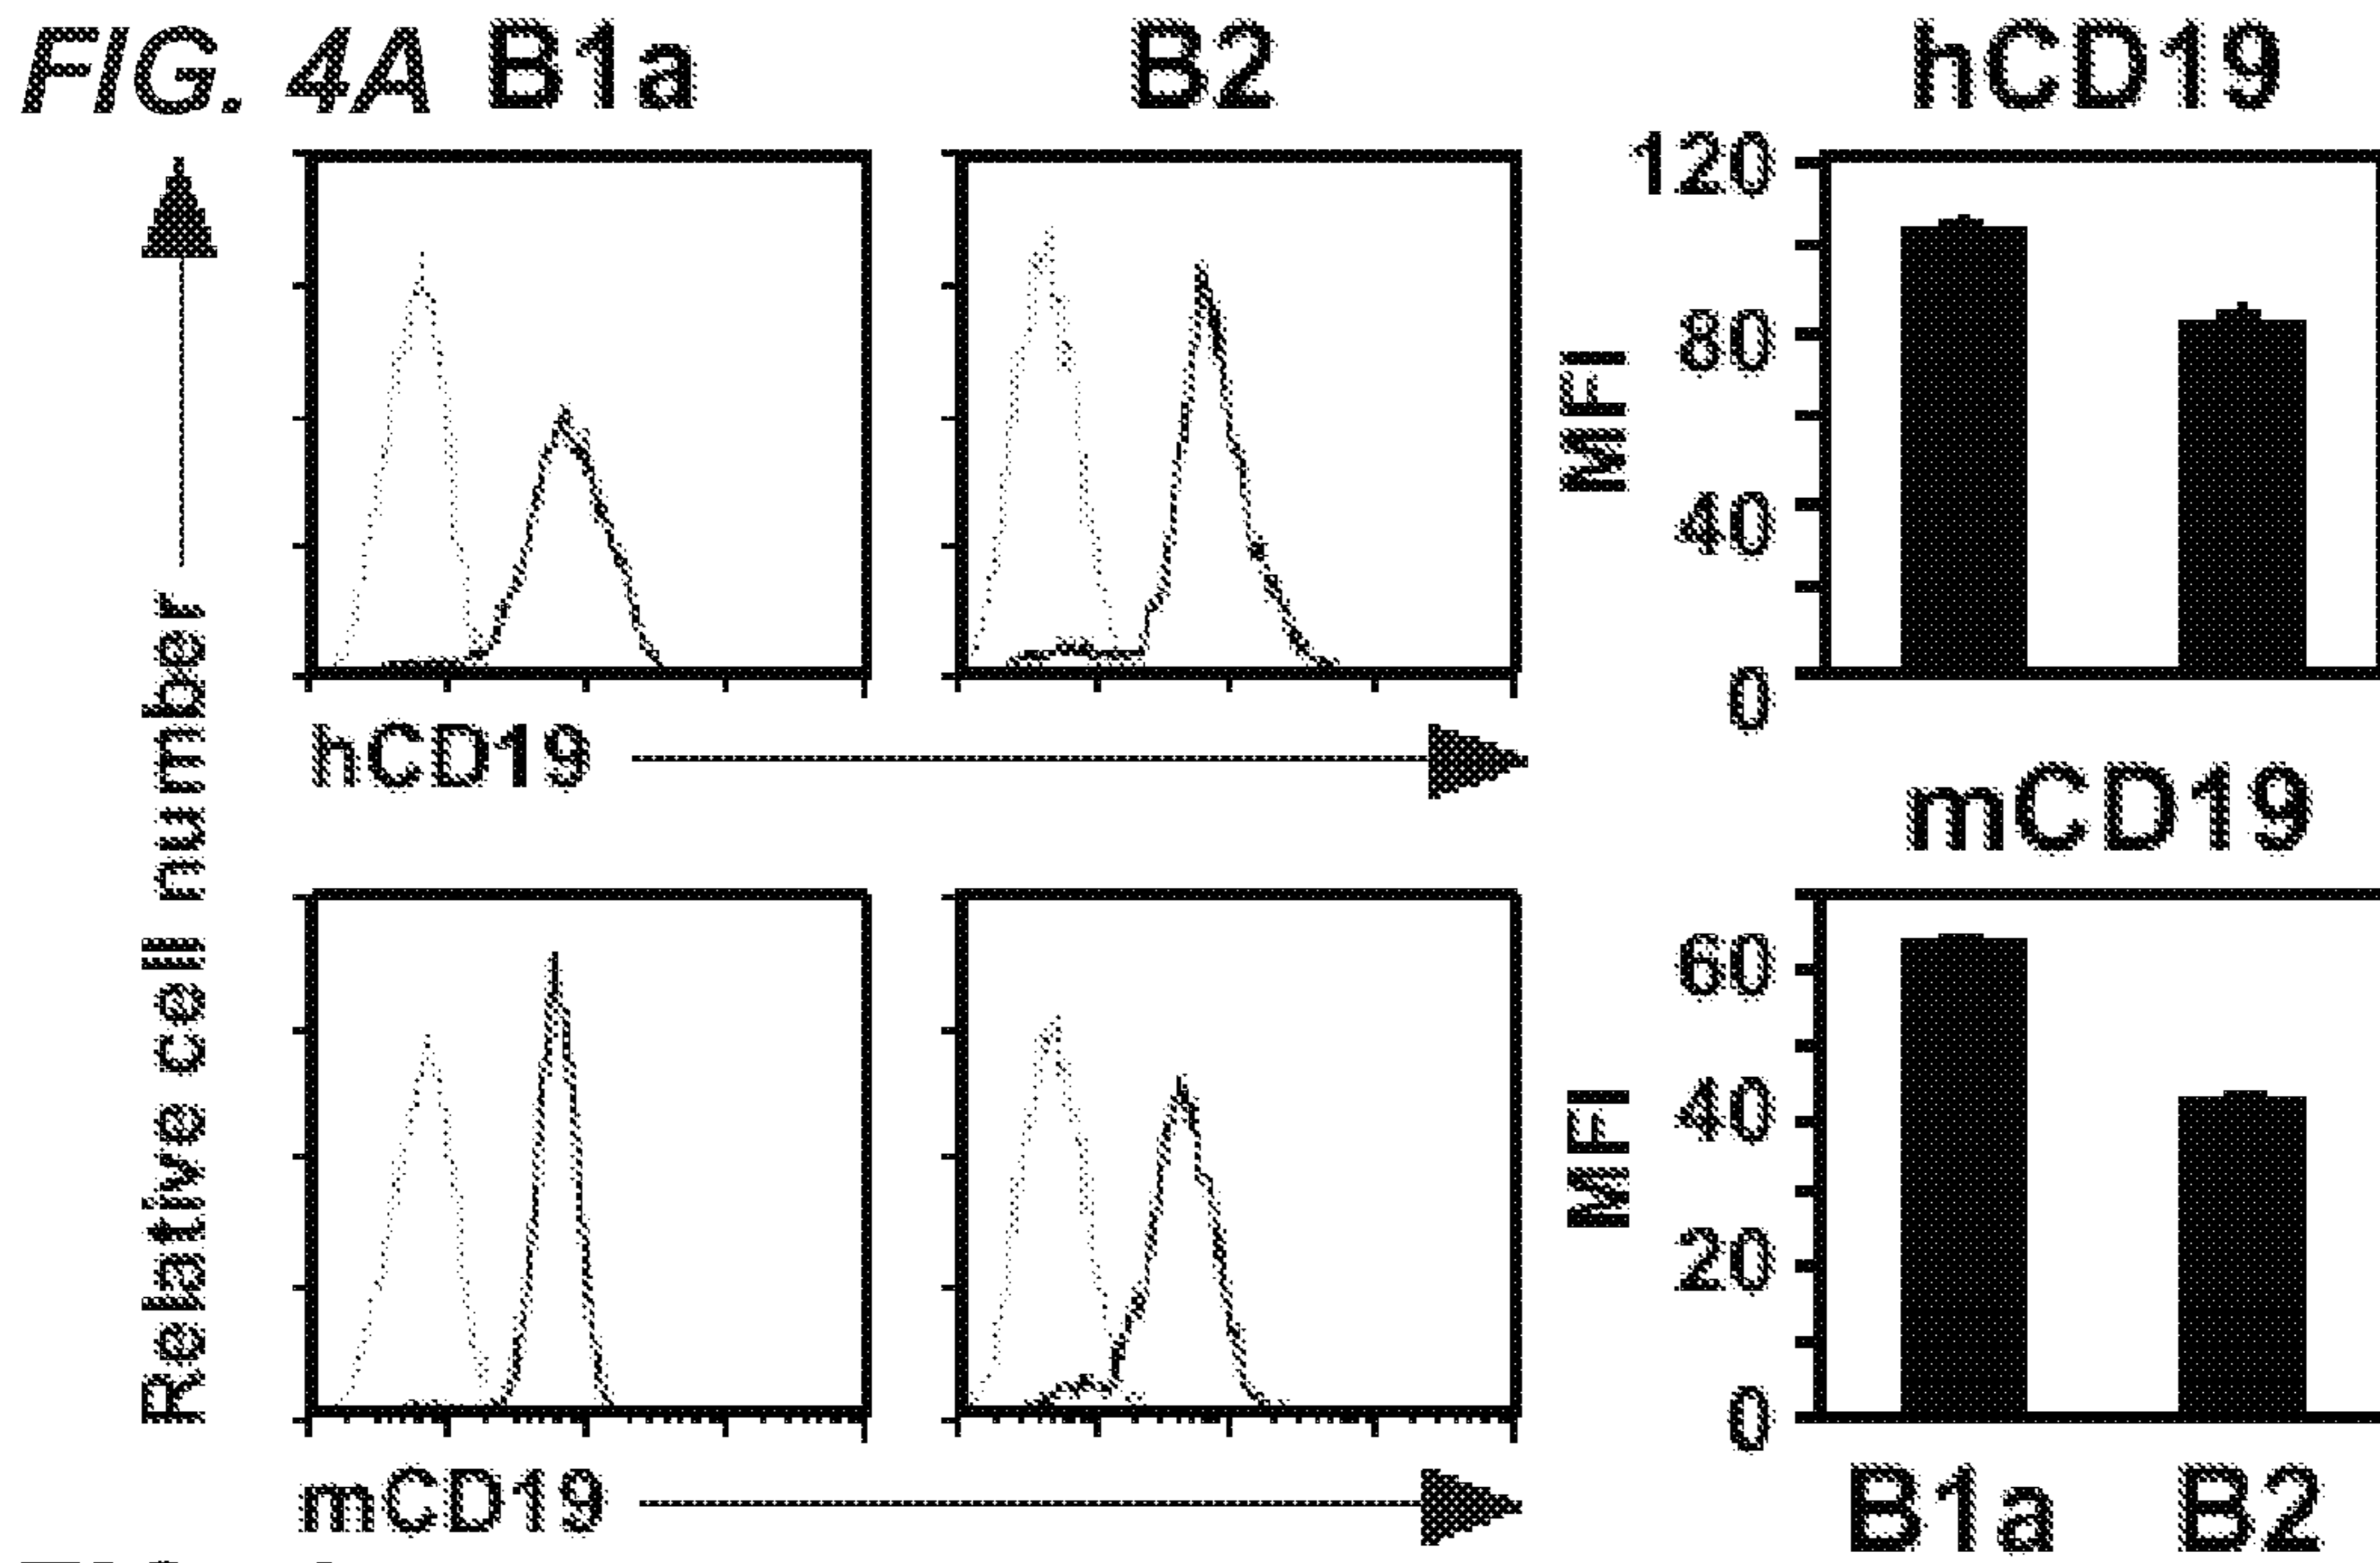 FIG. 4A B1a B2 hCD19
120
80
40
0
MFI
Relative cell number
hCD19
mCD19
60
40
20
0
MFI
mCD19
B1a B2